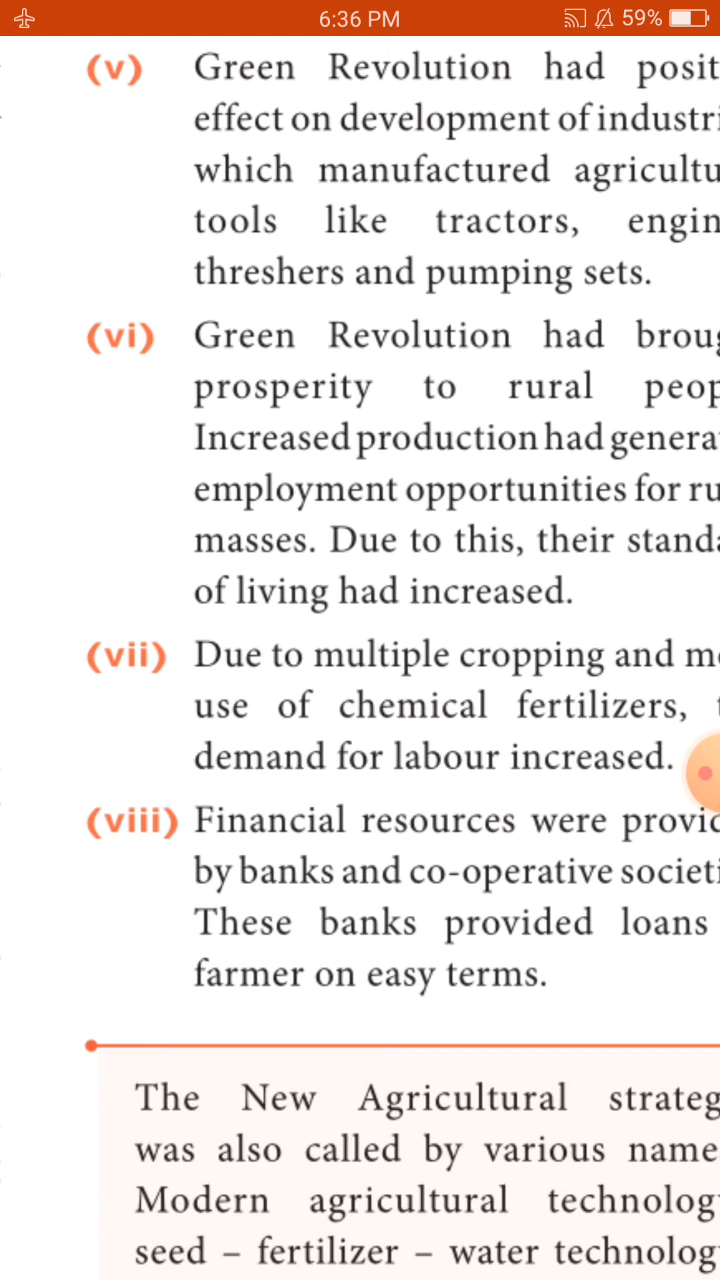 6:36 PM 59%
(v) Green Revolution had posit
effect on development of industri
which manufactured agricultu
tools like tractors, engin
threshers and pumping sets.
(vi) Green Revolution had broug
prosperity to rural peop
Increased production had genera
employment opportunities for ru
masses. Due to this, their standa
of living had increased.
(vii) Due to multiple cropping and mo
use of chemical fertilizers, t
demand for labour increased.
(viii) Financial resources were provid
by banks and co-operative societi
These banks provided loans
farmer on easy terms.
The New Agricultural strateg
was also called by various name
Modern agricultural technolog
seed – fertilizer – water technolog